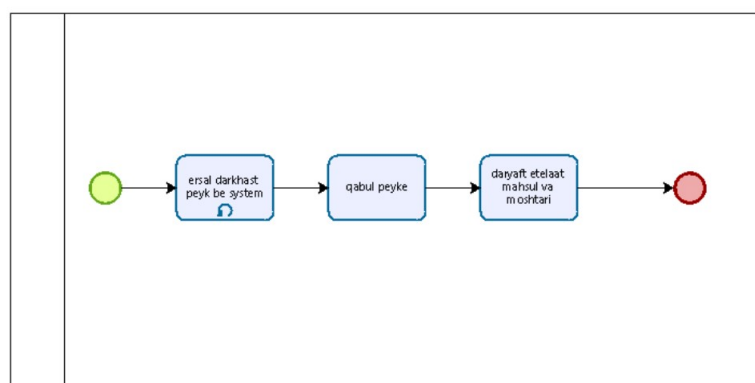 ersal darkhast
peyk be system
qabul peyke
daryaft etelaat
mahsul va
moshtari